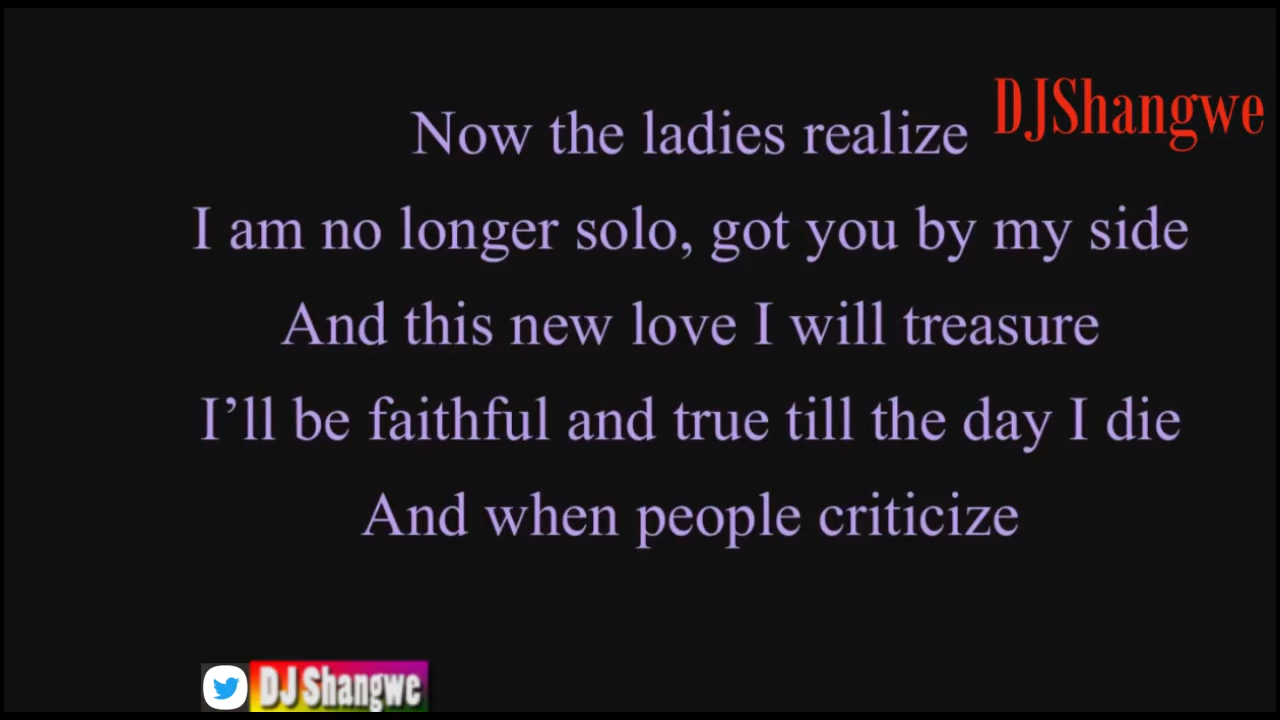 DJShangwe
Now the ladies realize
I am no longer solo, got you by my side
And this new love I will treasure
I’ll be faithful and true till the day I die
And when people criticize
DJ Shangwe